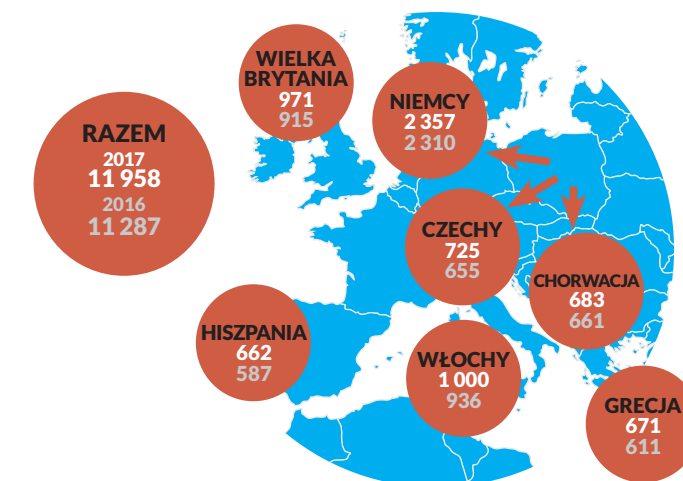 RAZEM
2017
11 958
2016
11 287
WIELKA
BRYTANIA
971
915
NIEMCY
2 357
2 310
CZECHY
725
655
CHORWACJA
683
661
HISZPANIA
662
587
WŁOCHY
1 000
936
GRECJA
671
611